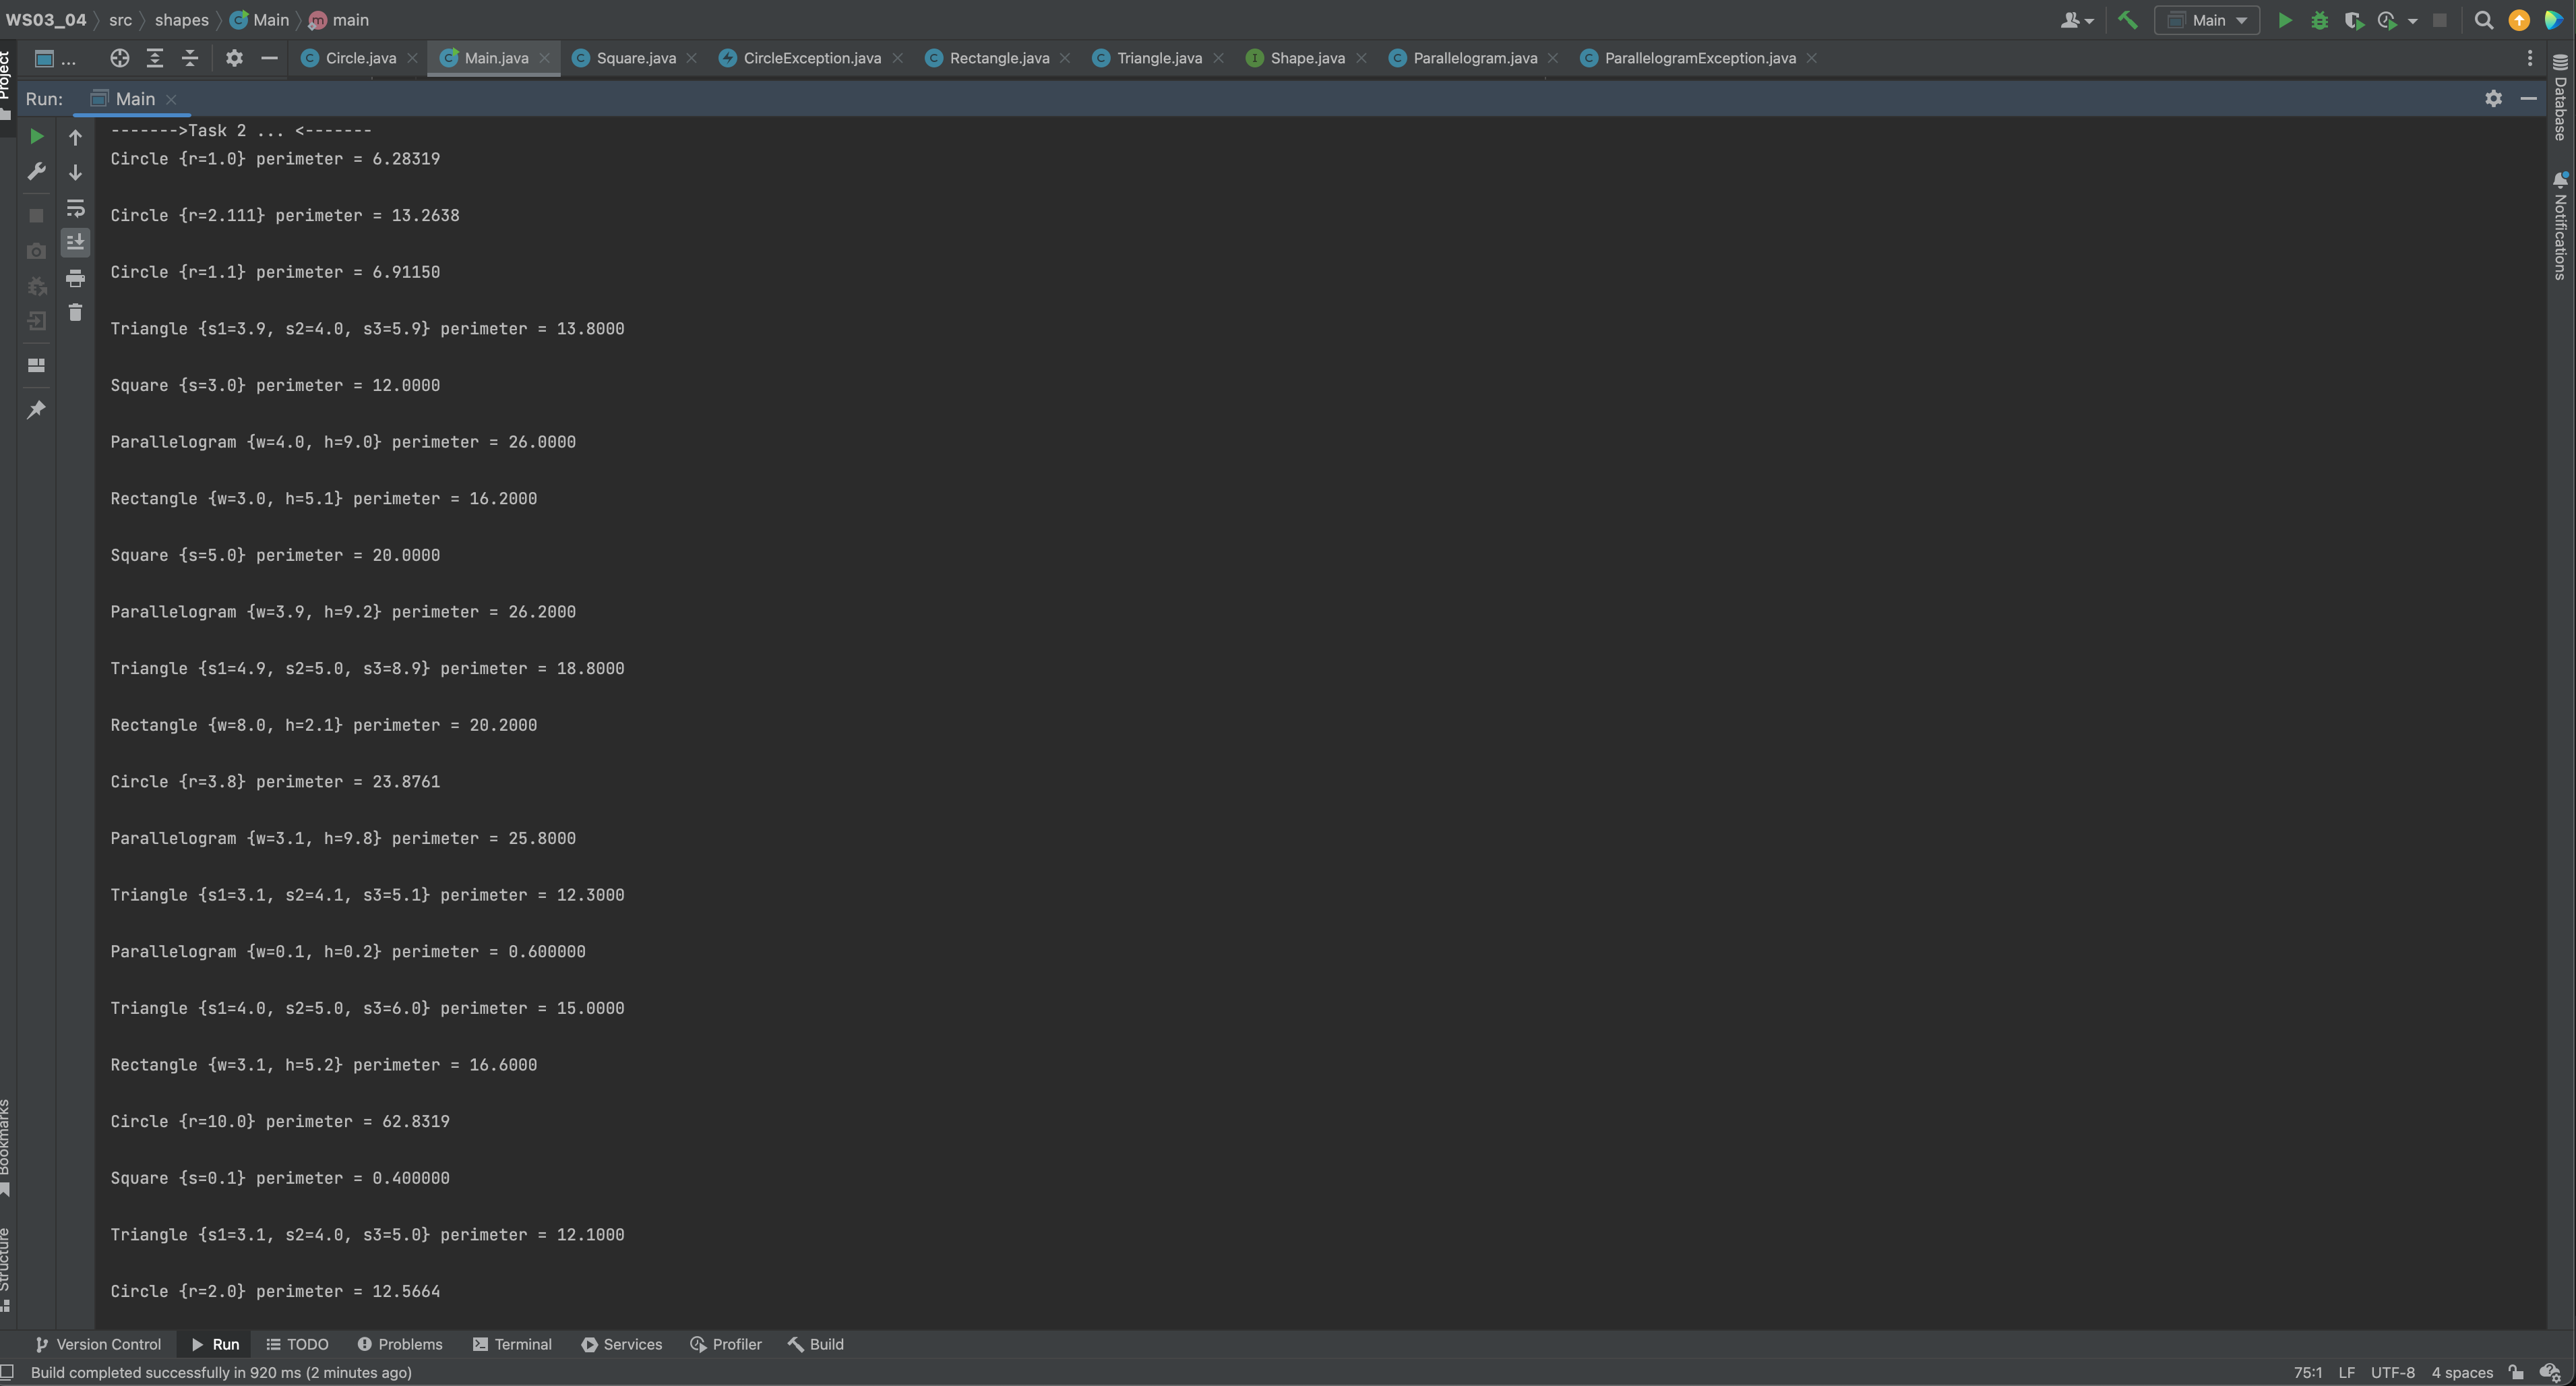 WS03_04 src shapes Main main Main
... Circle.java Main.java Square.java CircleException.java Rectangle.java Triangle.java Shape.java Parallelogram.java ParallelogramException.java
Project
Run: Main
------->Task 2 ... <-------
Circle {r=1.0} perimeter = 6.28319
Circle {r=2.111} perimeter = 13.2638
Circle {r=1.1} perimeter = 6.91150
Triangle {s1=3.9, s2=4.0, s3=5.9} perimeter = 13.8000
Square {s=3.0} perimeter = 12.0000
Parallelogram {w=4.0, h=9.0} perimeter = 26.0000
Rectangle {w=3.0, h=5.1} perimeter = 16.2000
Square {s=5.0} perimeter = 20.0000
Parallelogram {w=3.9, h=9.2} perimeter = 26.2000
Triangle {s1=4.9, s2=5.0, s3=8.9} perimeter = 18.8000
Rectangle {w=8.0, h=2.1} perimeter = 20.2000
Circle {r=3.8} perimeter = 23.8761
Parallelogram {w=3.1, h=9.8} perimeter = 25.8000
Triangle {s1=3.1, s2=4.1, s3=5.1} perimeter = 12.3000
Parallelogram {w=0.1, h=0.2} perimeter = 0.600000
Triangle {s1=4.0, s2=5.0, s3=6.0} perimeter = 15.0000
Rectangle {w=3.1, h=5.2} perimeter = 16.6000
Circle {r=10.0} perimeter = 62.8319
Square {s=0.1} perimeter = 0.400000
Triangle {s1=3.1, s2=4.0, s3=5.0} perimeter = 12.1000
Circle {r=2.0} perimeter = 12.5664
Database
Notifications
Bookmarks
Structure
Version Control Run TODO Problems Terminal Services Profiler Build
Build completed successfully in 920 ms (2 minutes ago) 75:1 LF UTF-8 4 spaces